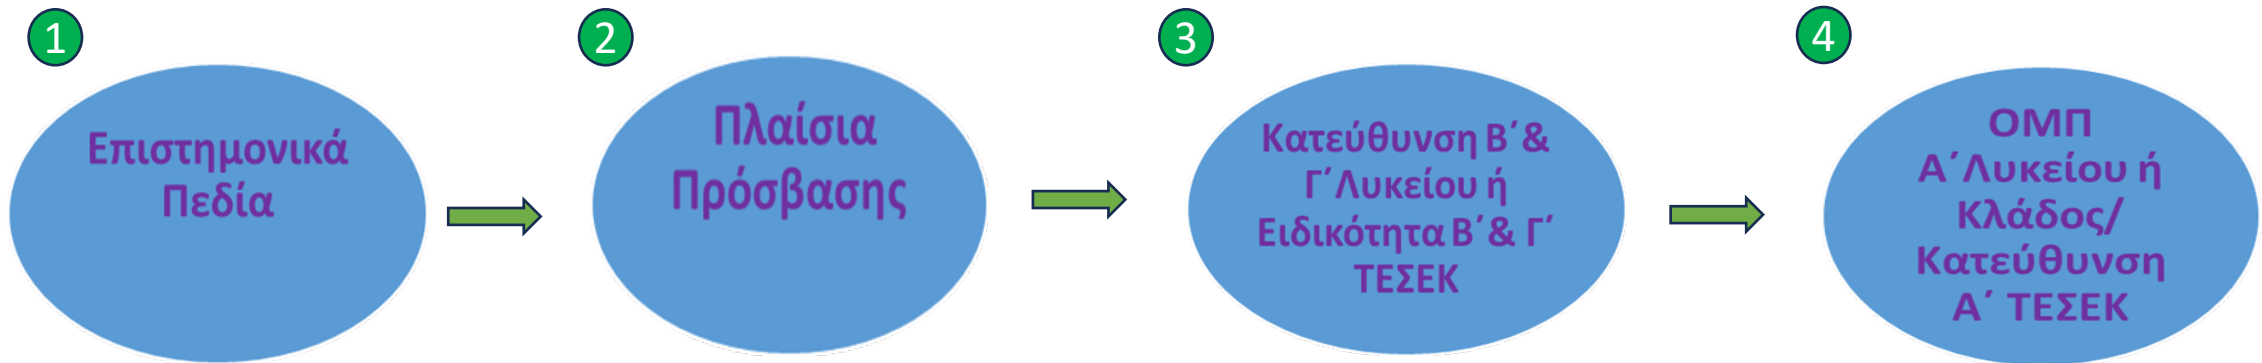 1
Επιστημονικά
Πεδία
2
Πλαίσια
Πρόσβασης
3
Κατεύθυνση Β΄&
Γ΄Λυκείου ή
Ειδικότητα Β΄& Γ΄
ΤΕΣΕΚ
4
ΟΜΠ
Α΄Λυκείου ή
Κλάδος/
Κατεύθυνση
Α΄ ΤΕΣΕΚ